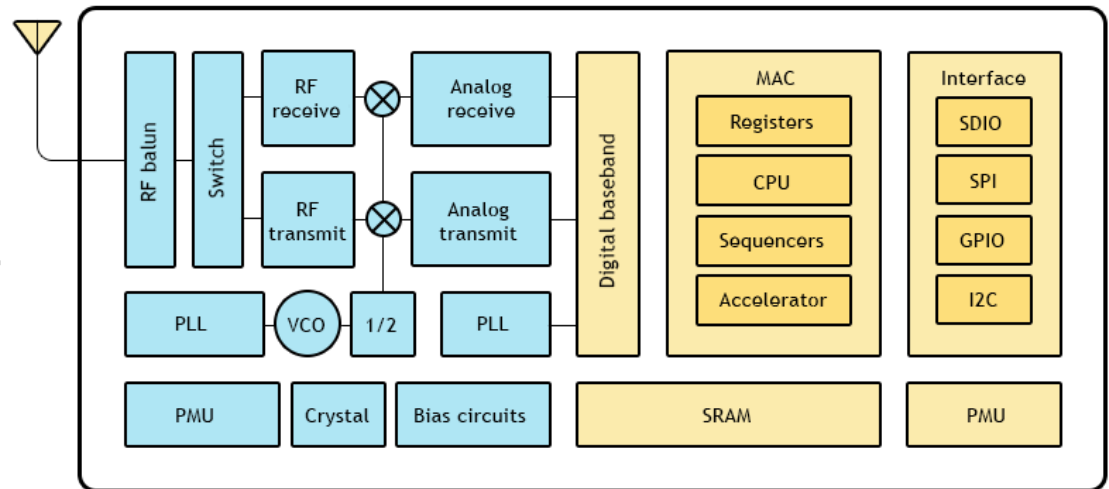 RF balun
Switch
RF
receive
Analog
receive
RF
transmit
Analog
transmit
PLL
VCO
1/2
PLL
Digital baseband
MAC
Registers
CPU
Sequencers
Accelerator
Interface
SDIO
SPI
GPIO
I2C
PMU
Crystal
Bias circuits
SRAM
PMU